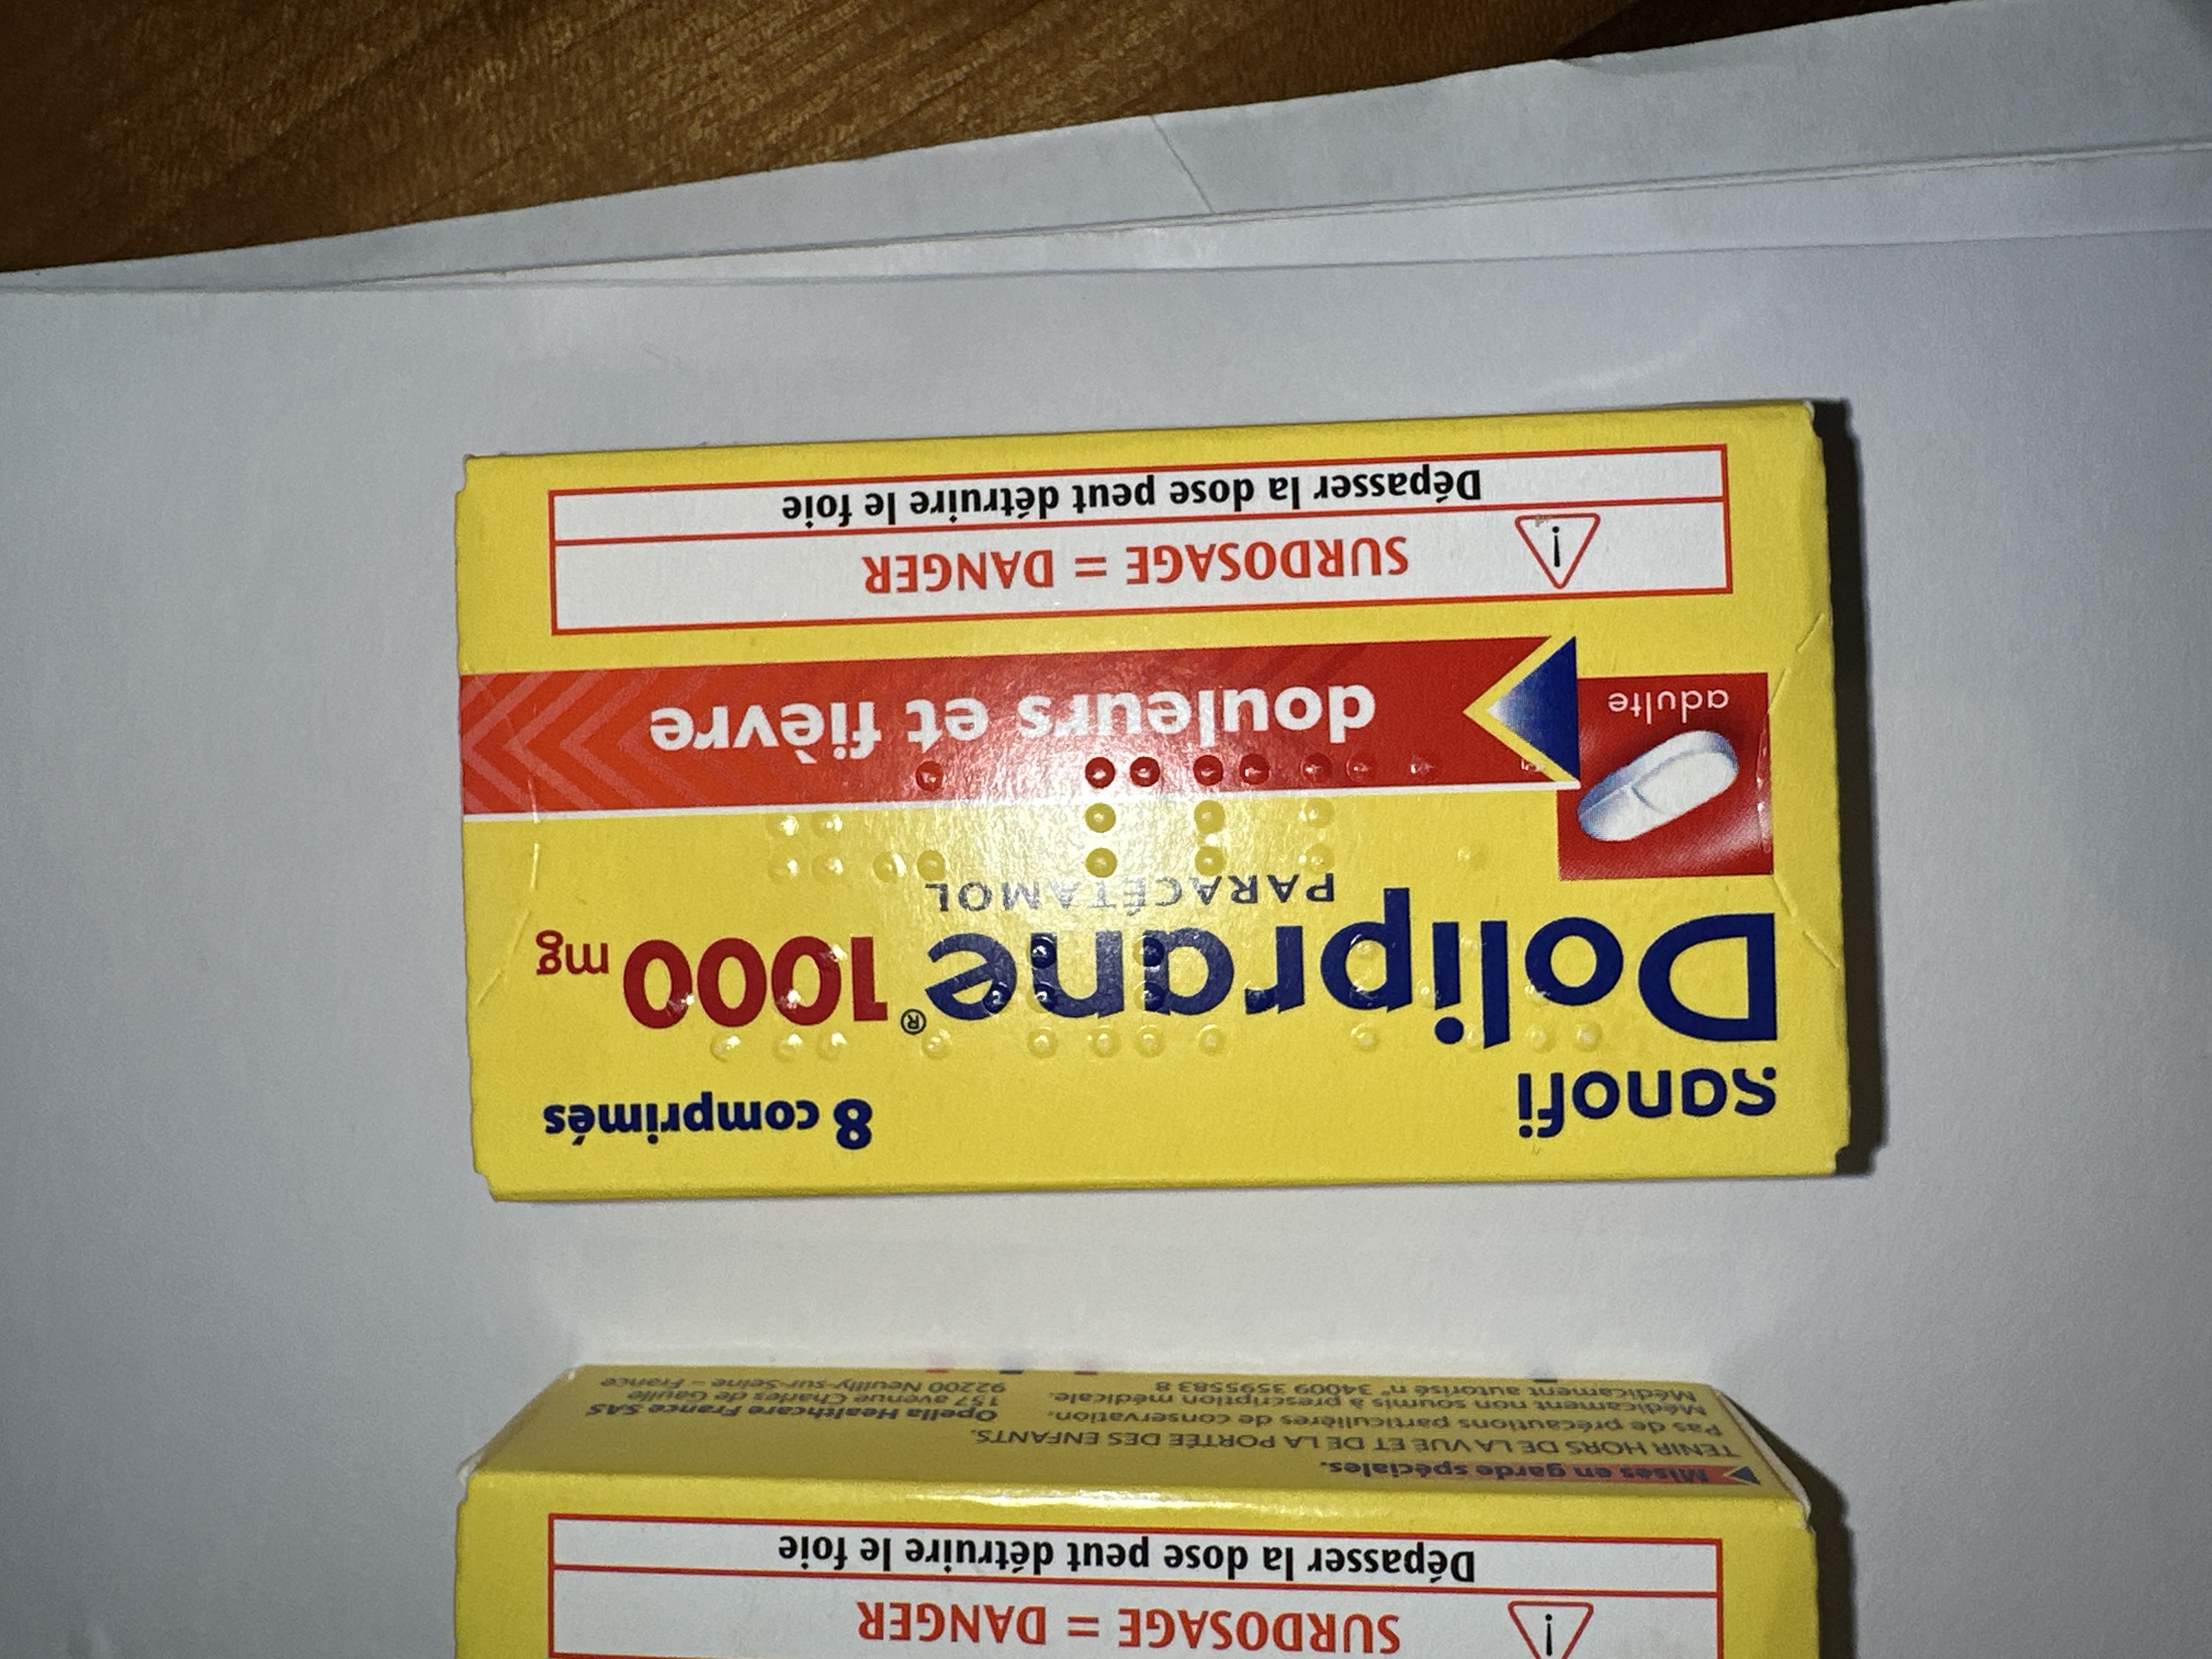 sanofi
8 comprimés
Doliprane® 1000 mg
PARACÉTAMOL
adulte
douleurs et fièvre
SURDOSAGE = DANGER
Dépasser la dose peut détruire le foie
SURDOSAGE = DANGER
Dépasser la dose peut détruire le foie
Mises en garde spéciales.
TENIR HORS DE LA VUE ET DE LA PORTÉE DES ENFANTS.
Pas de précautions particulières de conservation.
Médicament non soumis à prescription médicale.
Médicament autorisé n° 34009 3595583 8
Opella Healthcare France SAS
157 avenue Charles de Gaulle
92200 Neuilly-sur-Seine – France